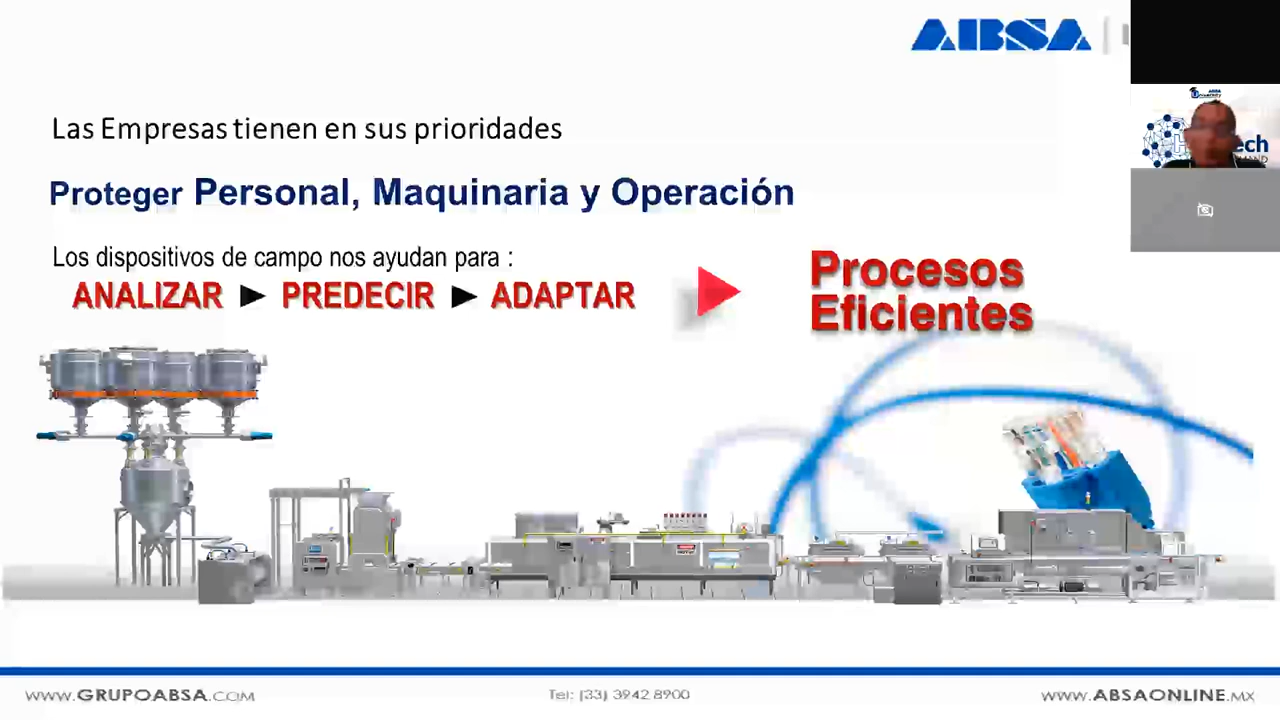 ABSA
Las Empresas tienen en sus prioridades
Proteger Personal, Maquinaria y Operación
Los dispositivos de campo nos ayudan para :
ANALIZAR ► PREDECIR ► ADAPTAR
Procesos
Eficientes
WWW.GRUPOABSA.COM
Tel: (33) 3942 8900
WWW.ABSAONLINE.MX